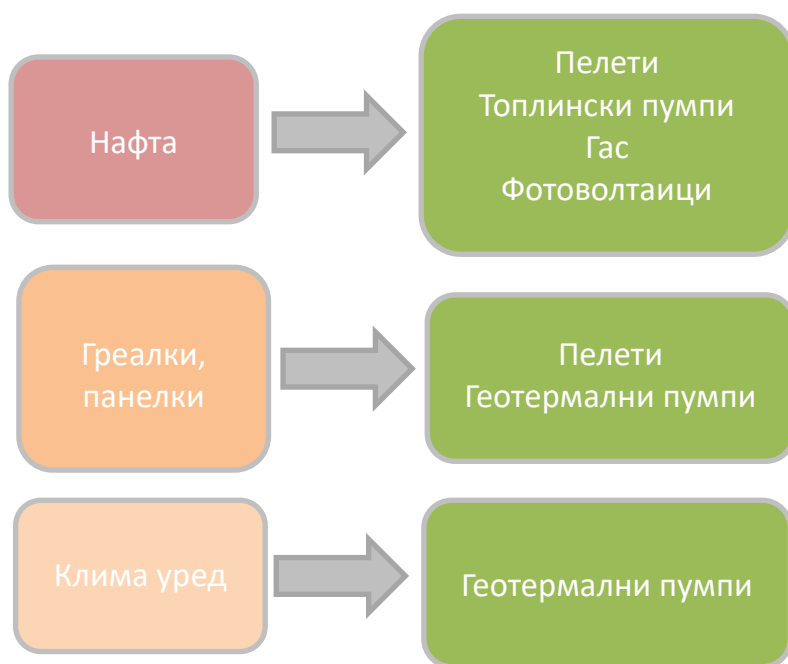 Нафта
Пелети
Топлински пумпи
Гас
Фотоволтаици
Греалки,
панелки
Пелети
Геотермални пумпи
Клима уред
Геотермални пумпи